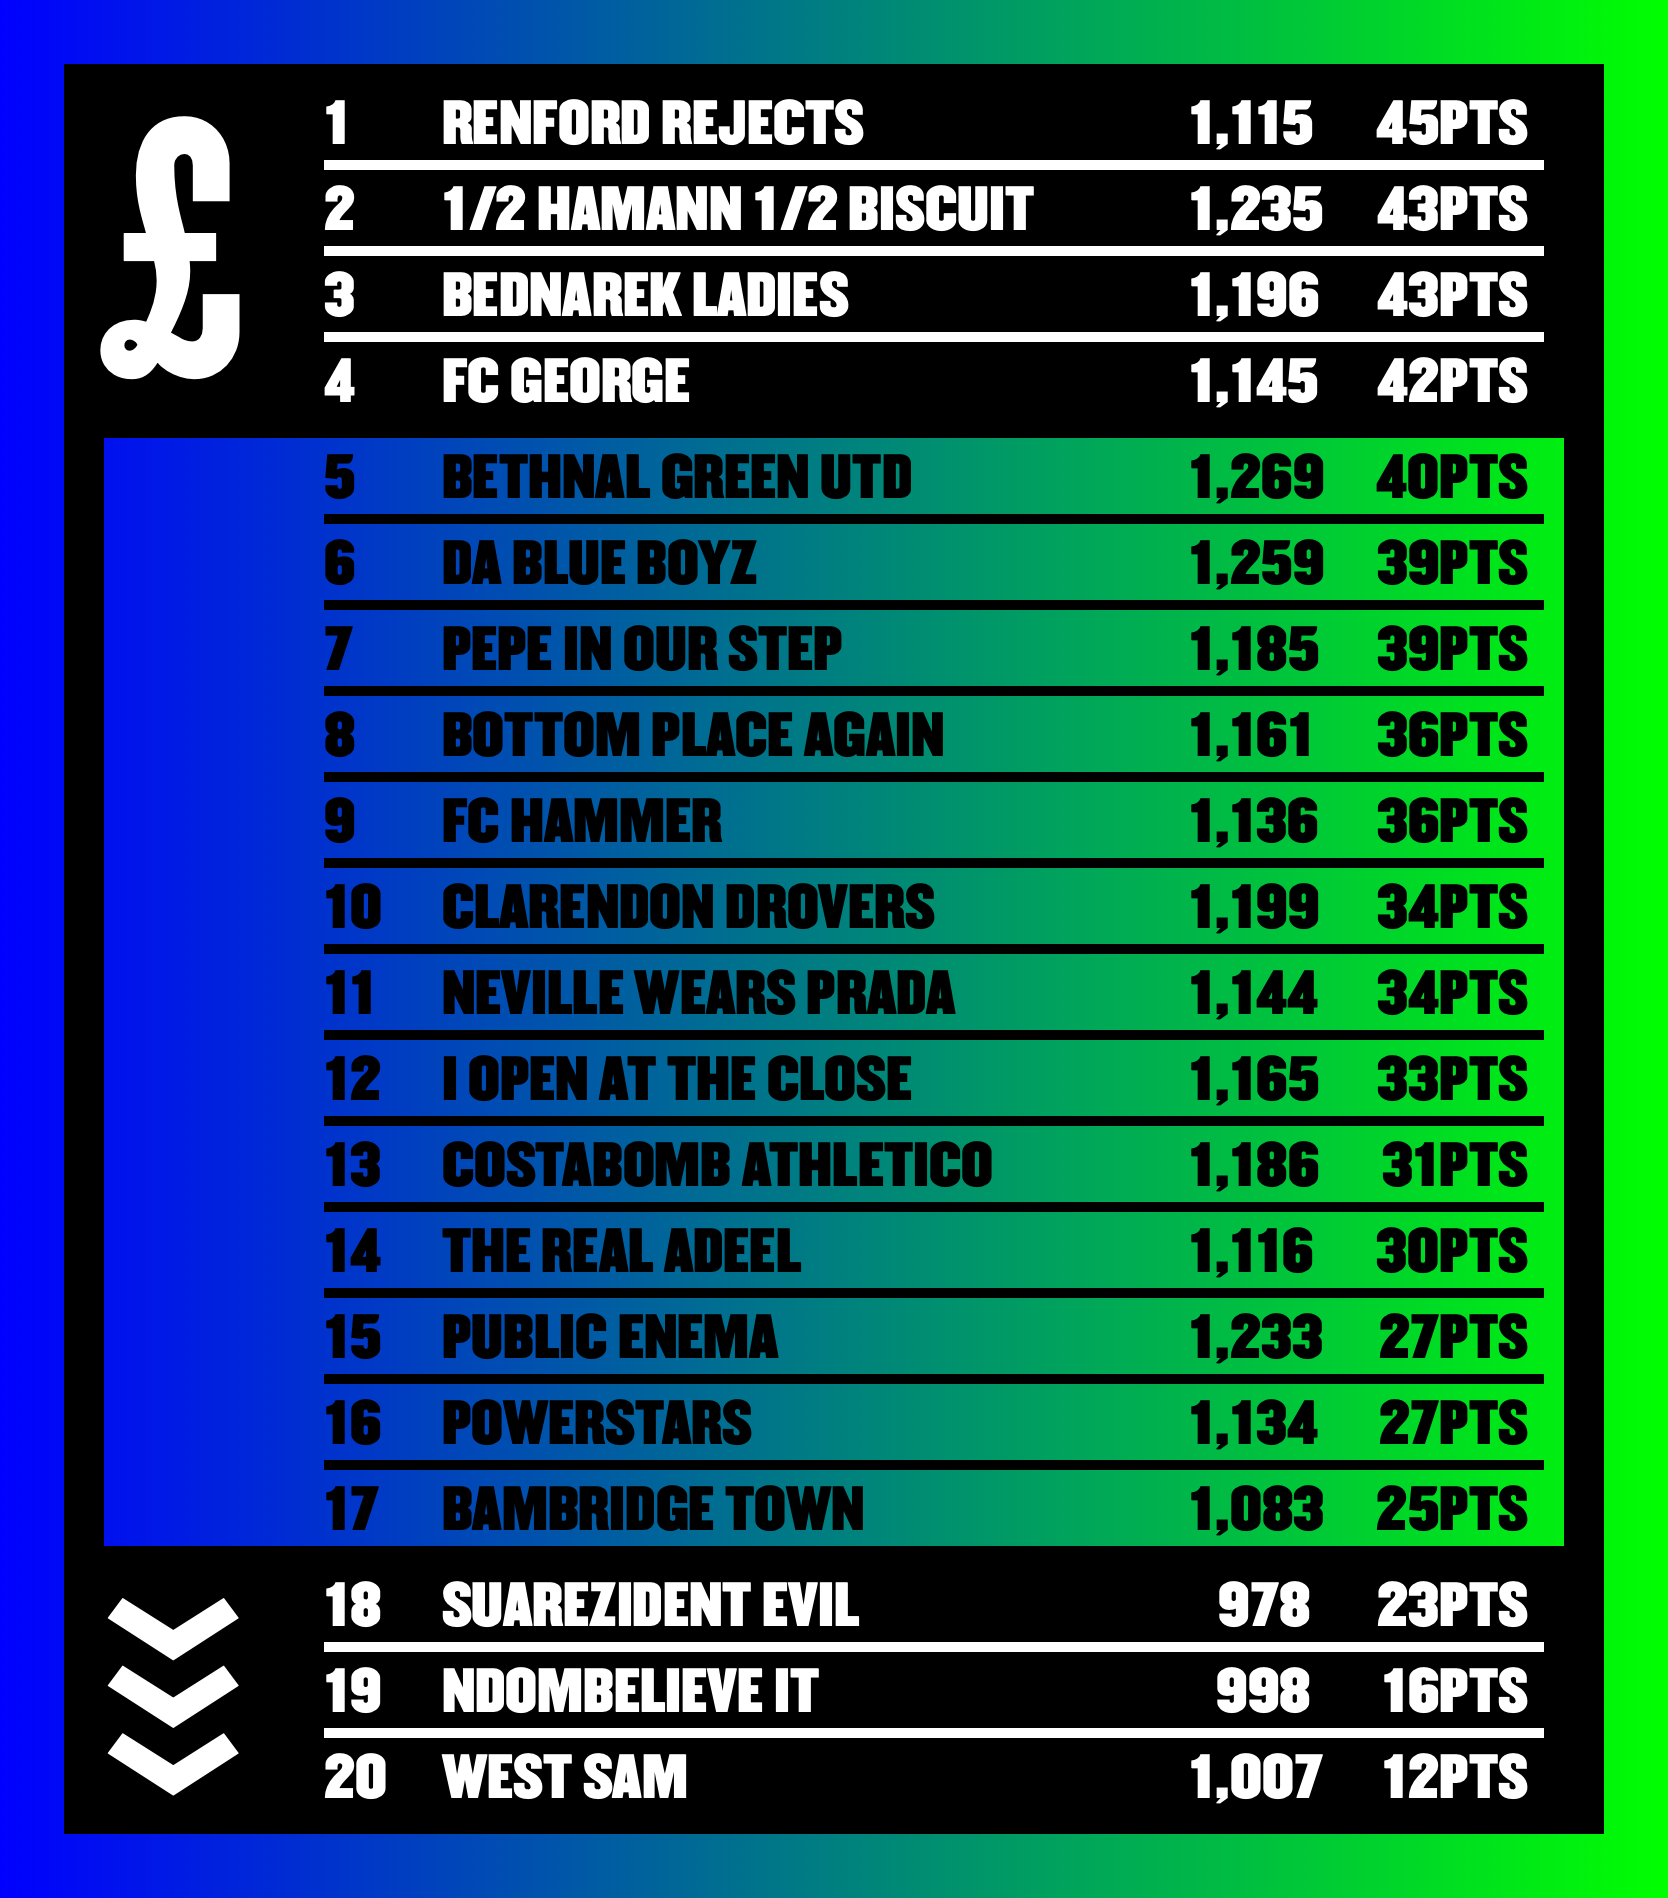 £
1 RENFORD REJECTS 1,115 45PTS
2 1/2 HAMANN 1/2 BISCUIT 1,235 43PTS
3 BEDNAREK LADIES 1,196 43PTS
4 FC GEORGE 1,145 42PTS
5 BETHNAL GREEN UTD 1,269 40PTS
6 DA BLUE BOYZ 1,259 39PTS
7 PEPE IN OUR STEP 1,185 39PTS
8 BOTTOM PLACE AGAIN 1,161 36PTS
9 FC HAMMER 1,136 36PTS
10 CLARENDON DROVERS 1,199 34PTS
11 NEVILLE WEARS PRADA 1,144 34PTS
12 I OPEN AT THE CLOSE 1,165 33PTS
13 COSTABOMB ATHLETICO 1,186 31PTS
14 THE REAL ADEEL 1,116 30PTS
15 PUBLIC ENEMA 1,233 27PTS
16 POWERSTARS 1,134 27PTS
17 BAMBRIDGE TOWN 1,083 25PTS
18 SUAREZIDENT EVIL 978 23PTS
19 NDOMBELIEVE IT 998 16PTS
20 WEST SAM 1,007 12PTS